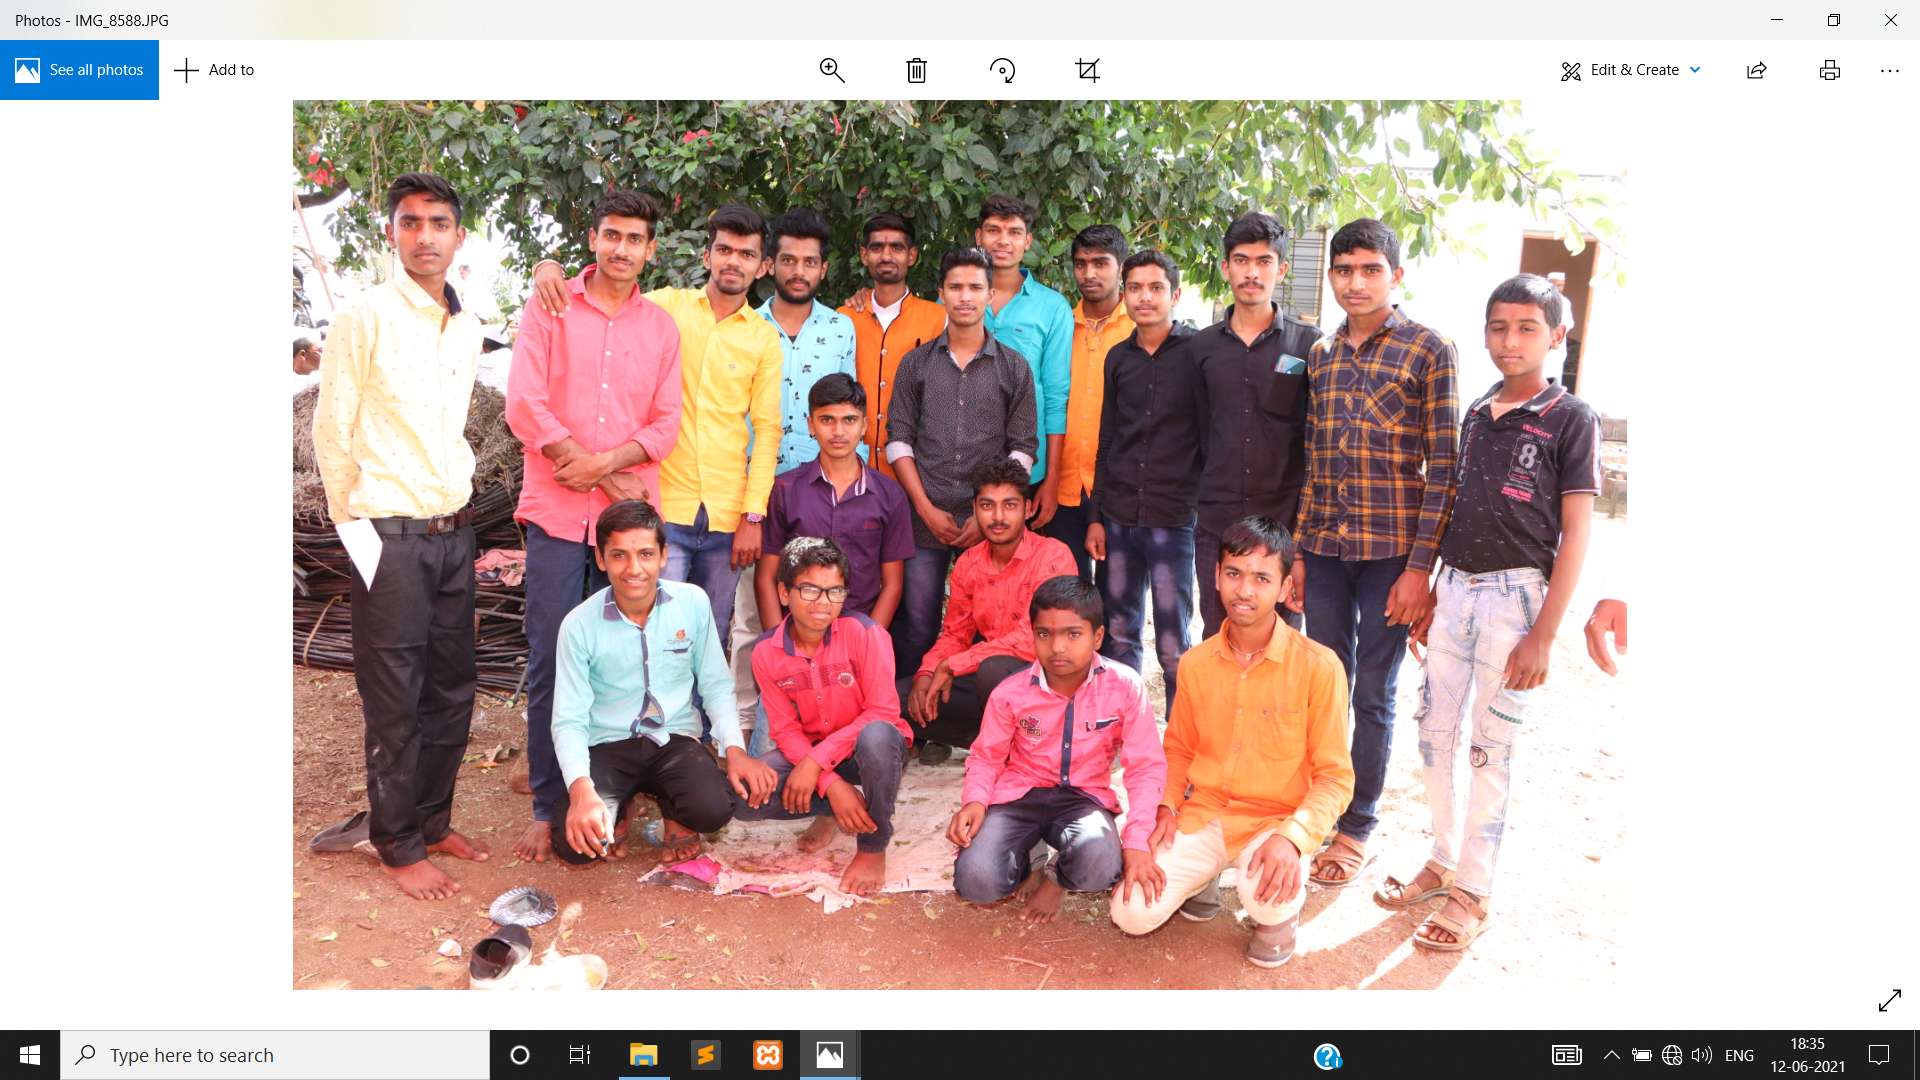 Photos - IMG_8588.JPG
See all photos
Add to
Edit & Create
VELOCITY
8
Type here to search
ENG
18:35
12-06-2021